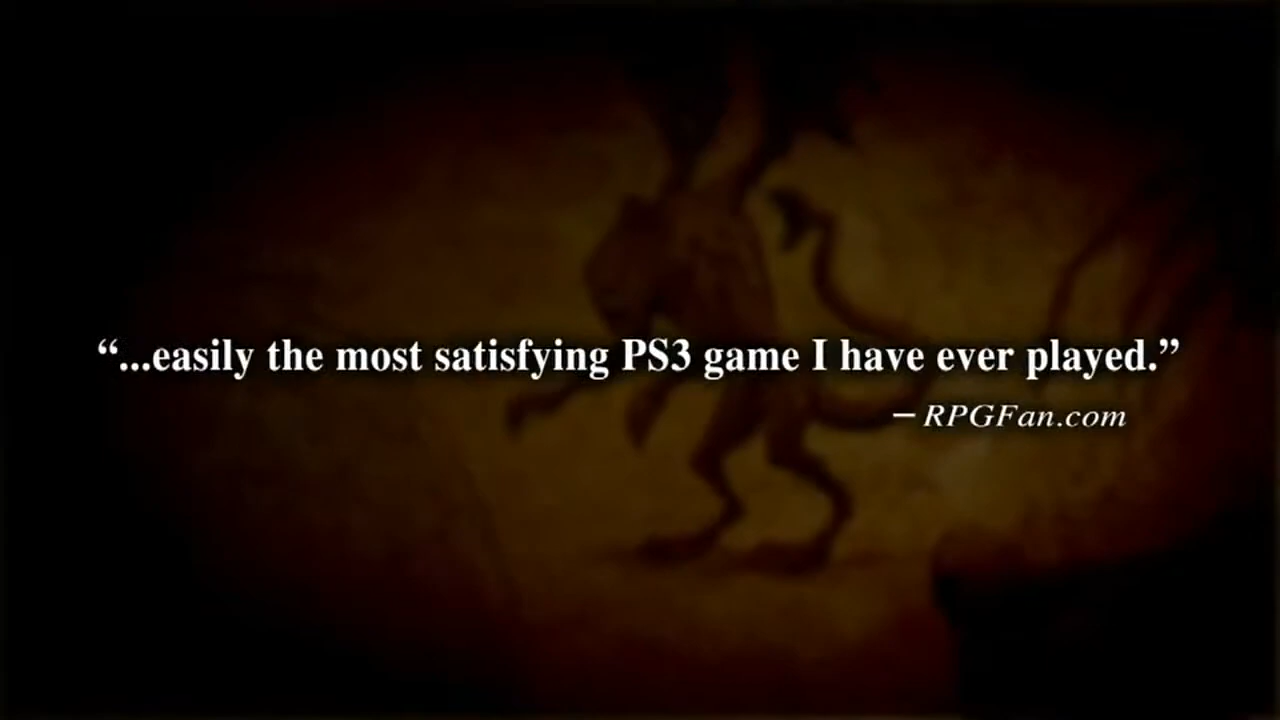 “...easily the most satisfying PS3 game I have ever played.”
– RPGFan.com